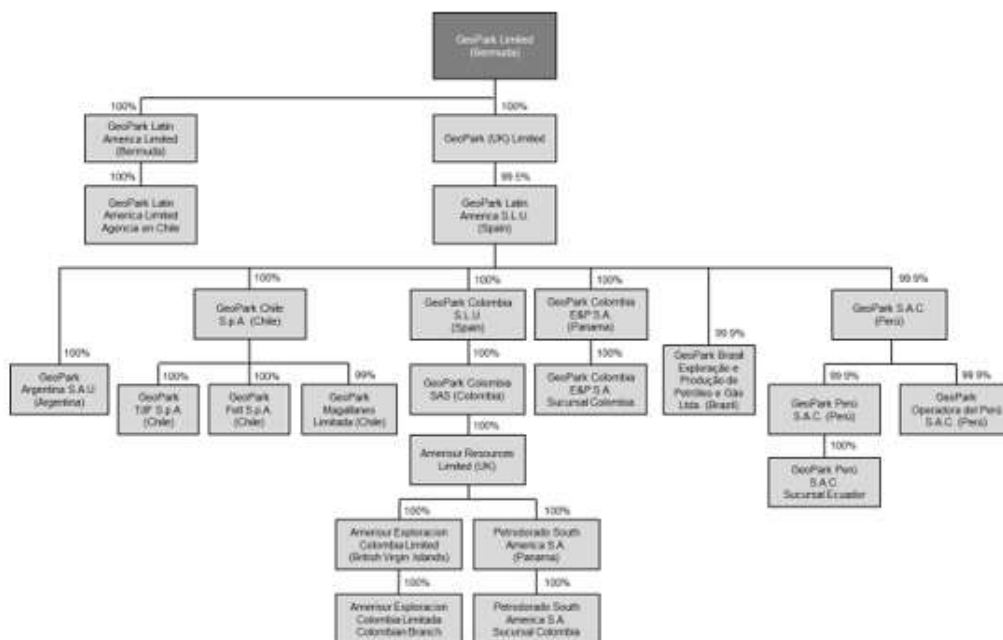 GeoPark Limited
(Bermuda)
100%
100%
GeoPark Latin
America Limited
(Bermuda)
GeoPark (UK) Limited
100%
99.5%
GeoPark Latin
America Limited
Agencia en Chile
GeoPark Latin
America S.L.U.
(Spain)
100%
100%
100%
99.9%
GeoPark Chile
S.p.A. (Chile)
GeoPark Colombia
S.L.U.
(Spain)
GeoPark Colombia
E&P S.A.
(Panama)
GeoPark S.A.C.
(Perú)
100%
99.9%
100%
100%
GeoPark
Argentina S.A.U.
(Argentina)
100%
100%
99%
GeoPark
TdF S.p.A.
(Chile)
GeoPark
Fell S.p.A.
(Chile)
GeoPark
Magallanes
Limitada (Chile)
GeoPark Colombia
SAS (Colombia)
GeoPark Colombia
E&P S.A.
Sucursal Colombia
GeoPark Brasil
Exploração e
Produção de
Petróleo e Gás
Ltda. (Brazil)
99.9%
99.9%
GeoPark Perú
S.A.C. (Perú)
GeoPark
Operadora del Perú
S.A.C. (Perú)
100%
100%
Amerisur Resources
Limited (UK)
GeoPark Perú
S.A.C.
Sucursal Ecuador
100%
100%
Amerisur Exploracion
Colombia Limited
(British Virgin Islands)
Petrodorado South
America S.A.
(Panama)
100%
100%
Amerisur Exploracion
Colombia Limitada
Colombian Branch
Petrodorado South
America S.A.
Sucursal Colombia